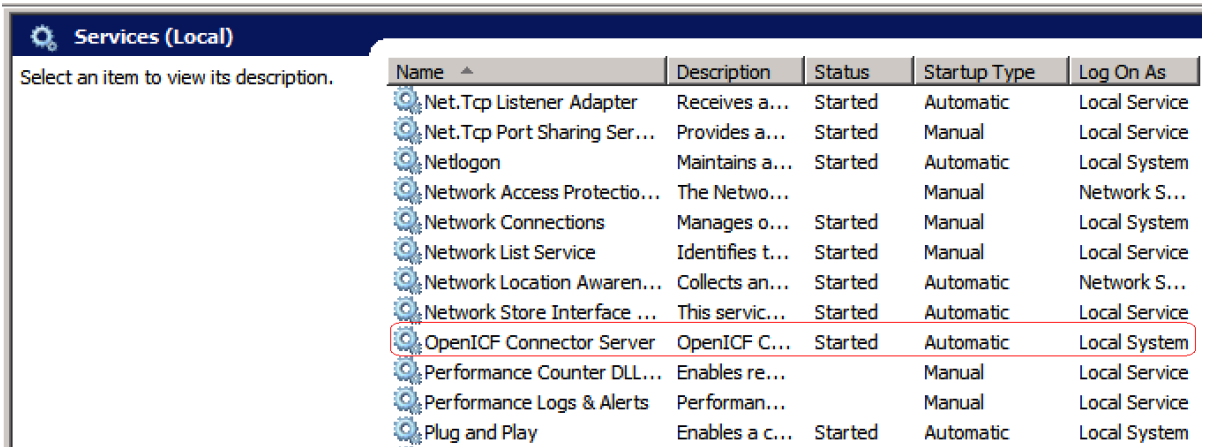 Services (Local)
Select an item to view its description.
Name Description Status Startup Type Log On As
Net.Tcp Listener Adapter Receives a... Started Automatic Local Service
Net.Tcp Port Sharing Ser... Provides a... Started Manual Local Service
Netlogon Maintains a... Started Automatic Local System
Network Access Protectio... The Netwo... Manual Network S...
Network Connections Manages o... Started Manual Local System
Network List Service Identifies t... Started Manual Local Service
Network Location Awaren... Collects an... Started Automatic Network S...
Network Store Interface ... This servic... Started Automatic Local Service
OpenICF Connector Server OpenICF C... Started Automatic Local System
Performance Counter DLL... Enables re... Manual Local Service
Performance Logs & Alerts Performan... Manual Local Service
Plug and Play Enables a c... Started Automatic Local System